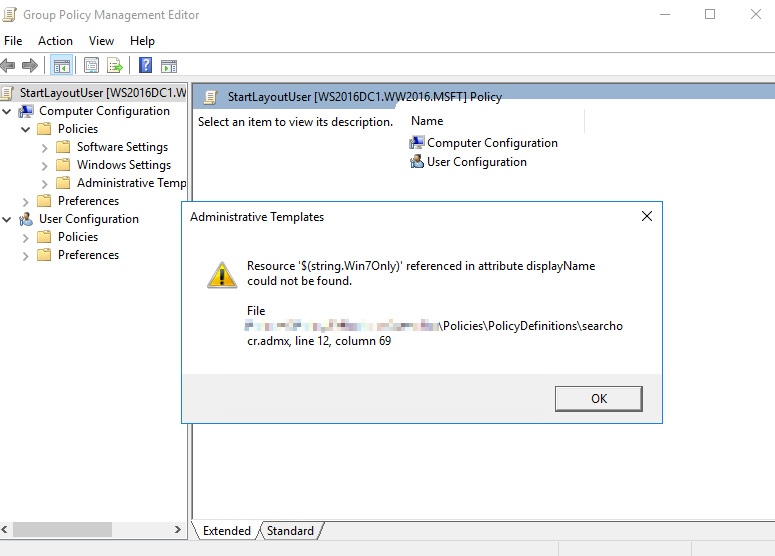 Group Policy Management Editor
File Action View Help
StartLayoutUser [WS2016DC1.W
Computer Configuration
Policies
Software Settings
Windows Settings
Administrative Temp
Preferences
User Configuration
Policies
Preferences
StartLayoutUser [WS2016DC1.WW2016.MSFT] Policy
Select an item to view its description.
Name
Computer Configuration
User Configuration
Administrative Templates
Resource '$(string.Win7Only)' referenced in attribute displayName
could not be found.
File
\Policies\PolicyDefinitions\searcho
cr.admx, line 12, column 69
OK
Extended Standard